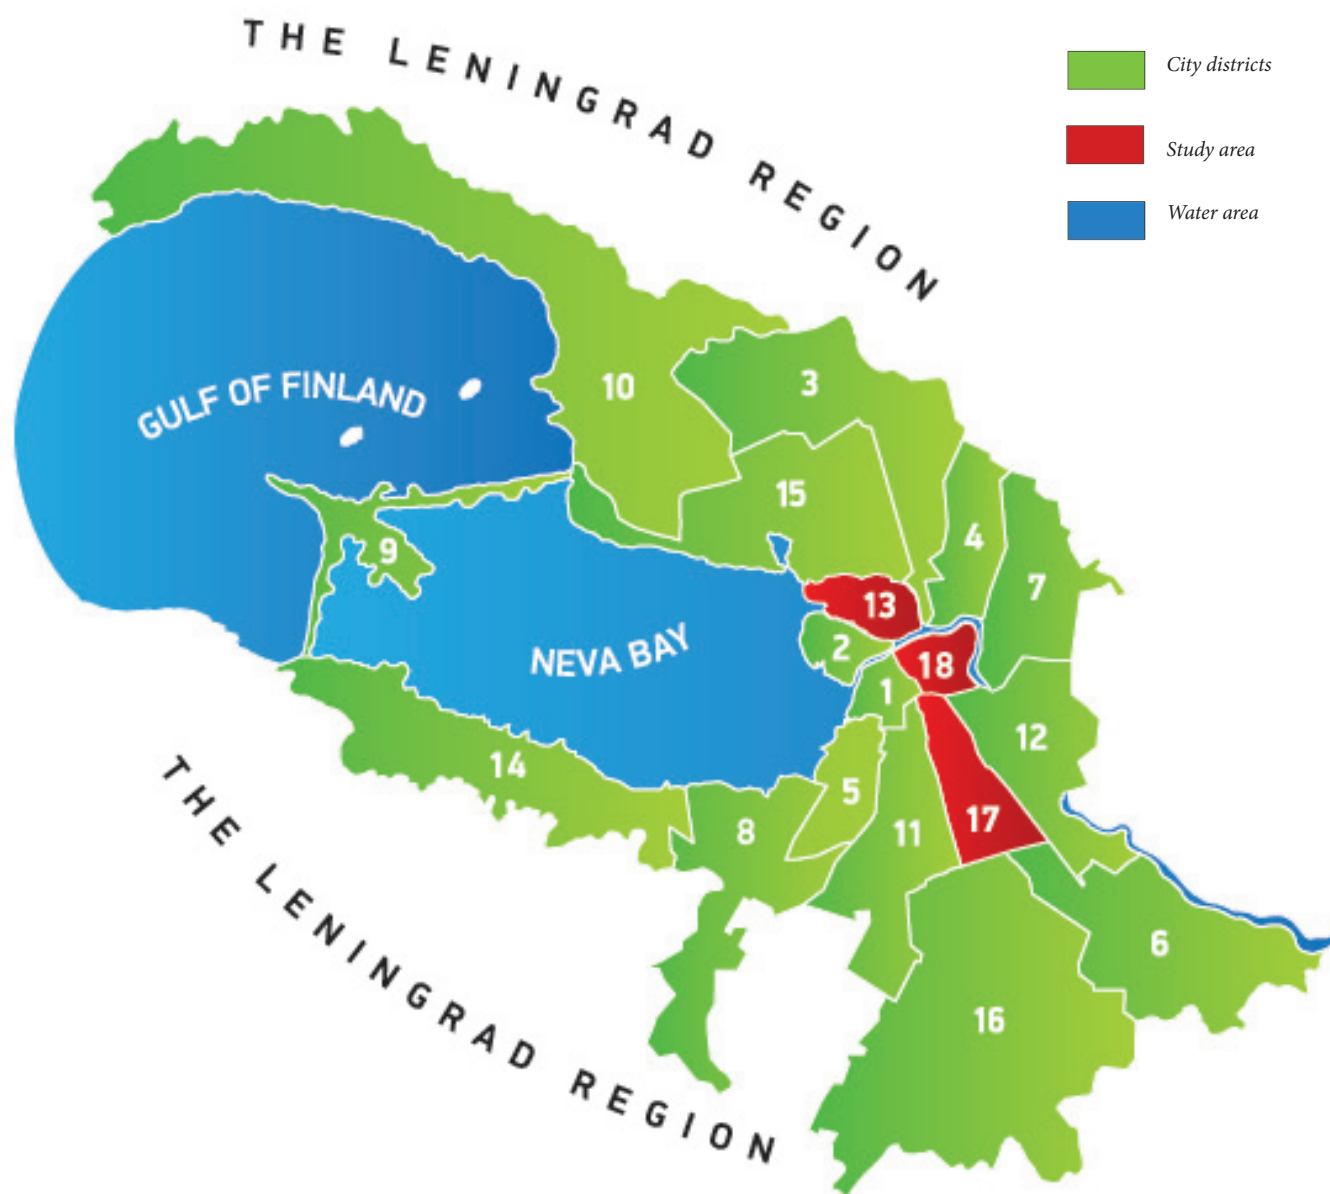 THE LENINGRAD REGION
City districts
Study area
Water area
GULF OF FINLAND
10
3
15
4
9
7
13
2
NEVA BAY
18
1
12
14
5
17
8
11
6
16
THE LENINGRAD REGION